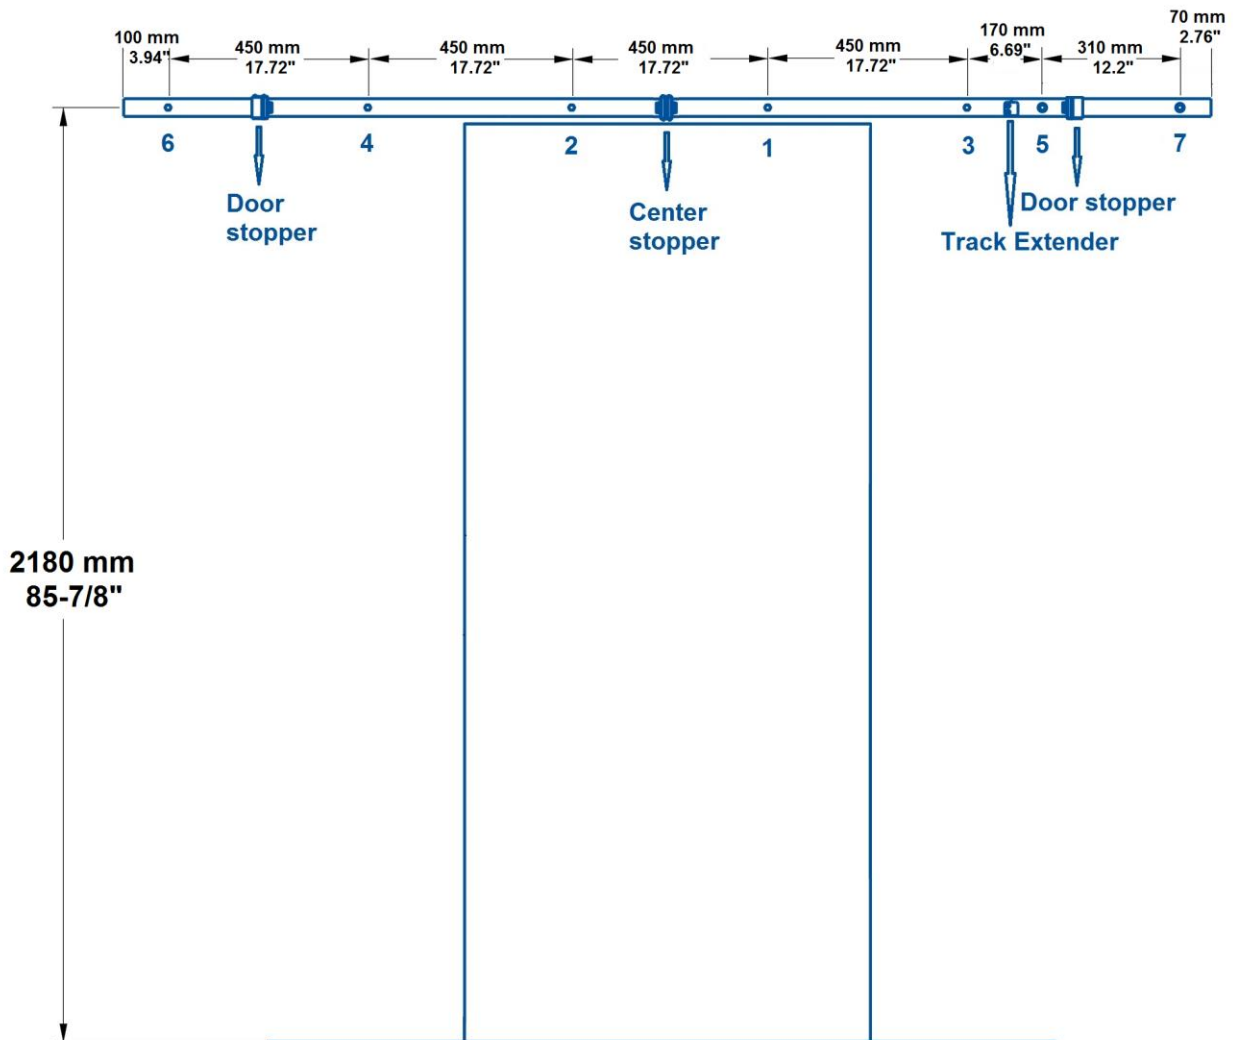 100 mm
3.94"
450 mm
17.72"
450 mm
17.72"
450 mm
17.72"
450 mm
17.72"
170 mm
6.69"
310 mm
12.2"
70 mm
2.76"
6
4
2
1
3
5
7
Door
stopper
Center
stopper
Door stopper
Track Extender
2180 mm
85-7/8"